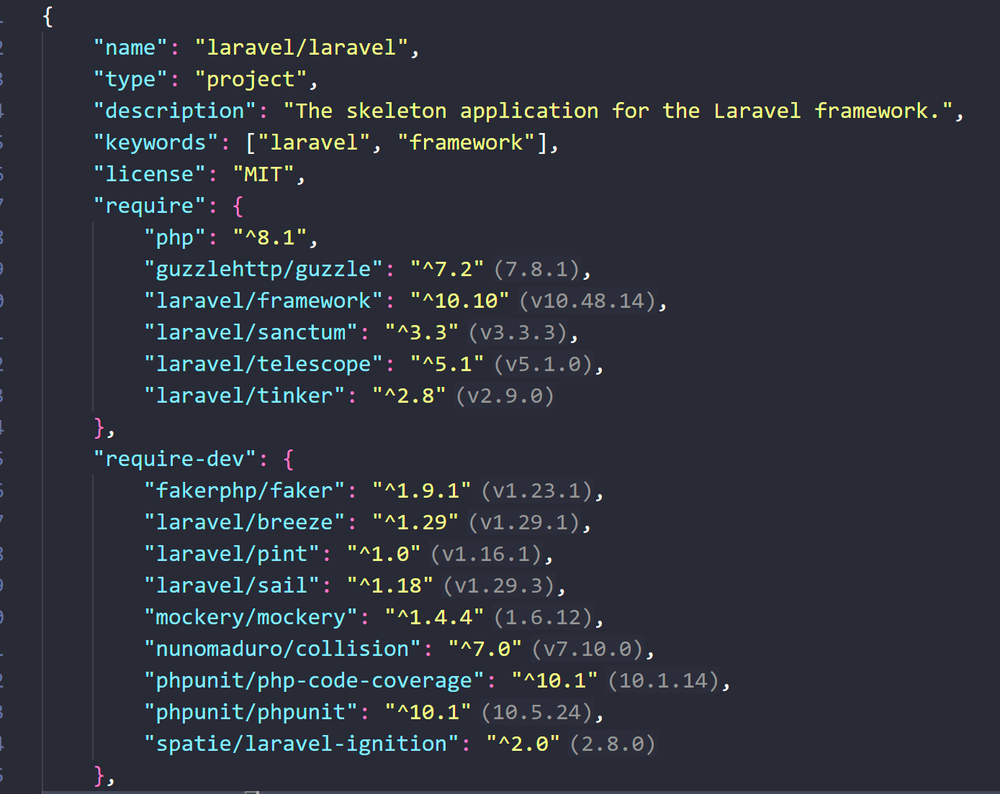 {
"name": "laravel/laravel",
"type": "project",
"description": "The skeleton application for the Laravel framework.",
"keywords": ["laravel", "framework"],
"license": "MIT",
"require": {
"php": "^8.1",
"guzzlehttp/guzzle": "^7.2" (7.8.1),
"laravel/framework": "^10.10" (v10.48.14),
"laravel/sanctum": "^3.3" (v3.3.3),
"laravel/telescope": "^5.1" (v5.1.0),
"laravel/tinker": "^2.8" (v2.9.0)
},
"require-dev": {
"fakerphp/faker": "^1.9.1" (v1.23.1),
"laravel/breeze": "^1.29" (v1.29.1),
"laravel/pint": "^1.0" (v1.16.1),
"laravel/sail": "^1.18" (v1.29.3),
"mockery/mockery": "^1.4.4" (1.6.12),
"nunomaduro/collision": "^7.0" (v7.10.0),
"phpunit/php-code-coverage": "^10.1" (10.1.14),
"phpunit/phpunit": "^10.1" (10.5.24),
"spatie/laravel-ignition": "^2.0" (2.8.0)
},